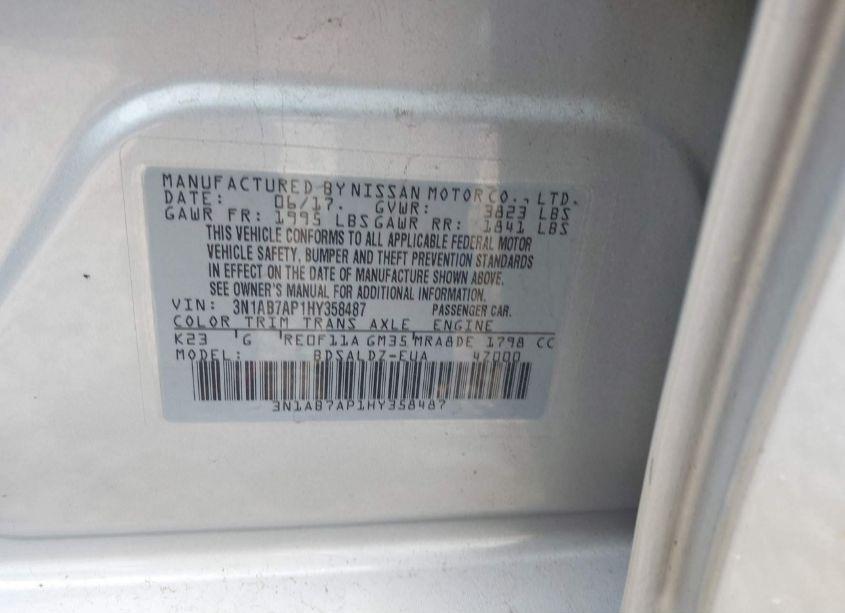 MANUFACTURED BY NISSAN MOTOR CO., LTD.
DATE: 06/17. GVWR: 3823 LBS
GAWR FR: 1995 LBS GAWR RR: 1841 LBS
THIS VEHICLE CONFORMS TO ALL APPLICABLE FEDERAL MOTOR
VEHICLE SAFETY, BUMPER AND THEFT PREVENTION STANDARDS
IN EFFECT ON THE DATE OF MANUFACTURE SHOWN ABOVE.
SEE OWNER'S MANUAL FOR ADDITIONAL INFORMATION.
VIN: 3N1AB7AP1HY358487 PASSENGER CAR.
COLOR TRIM TRANS AXLE ENGINE
K23 G RE0F11A GM35 MRA8DE 1798 CC
MODEL: BDSALDZ-EUA 47000
3N1AB7AP1HY358487